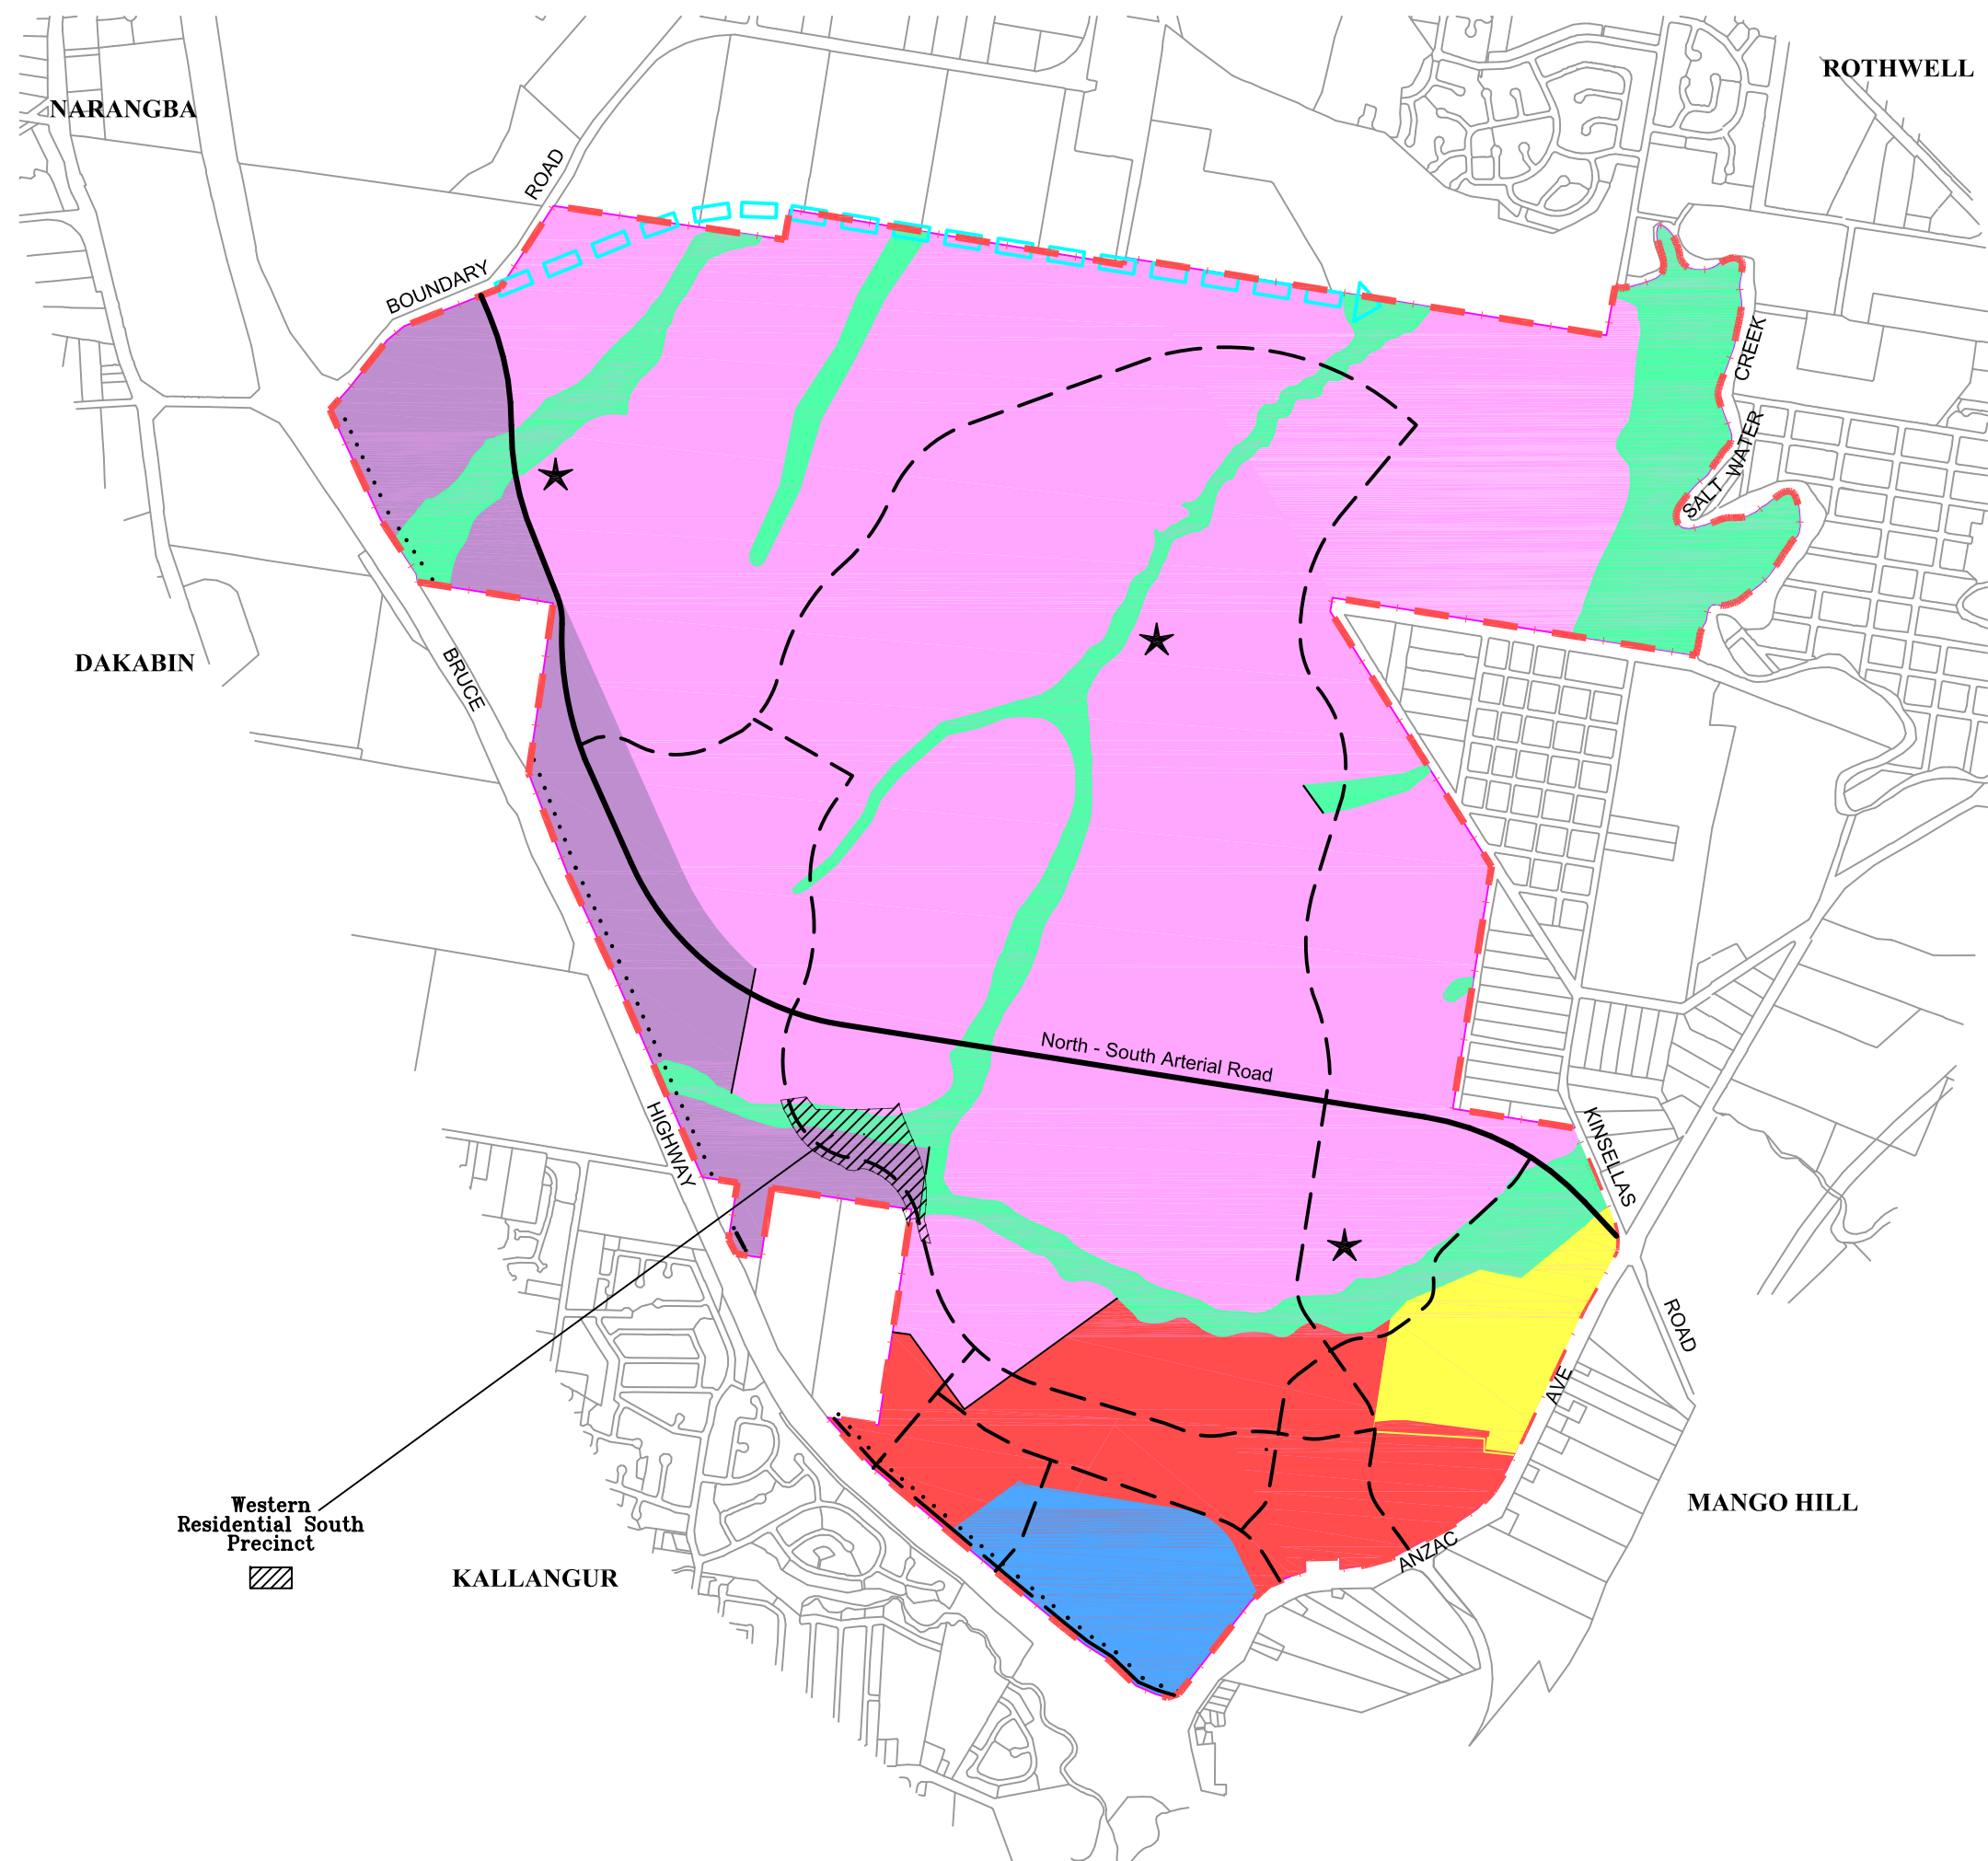 ROTHWELL
NARANGBA
ROAD
BOUNDARY
CREEK
SALT WATER
DAKABIN
BRUCE
North - South Arterial Road
HIGHWAY
KINSELLAS
ROAD
AVE
Western
Residential South
Precinct
MANGO HILL
ANZAC
KALLANGUR